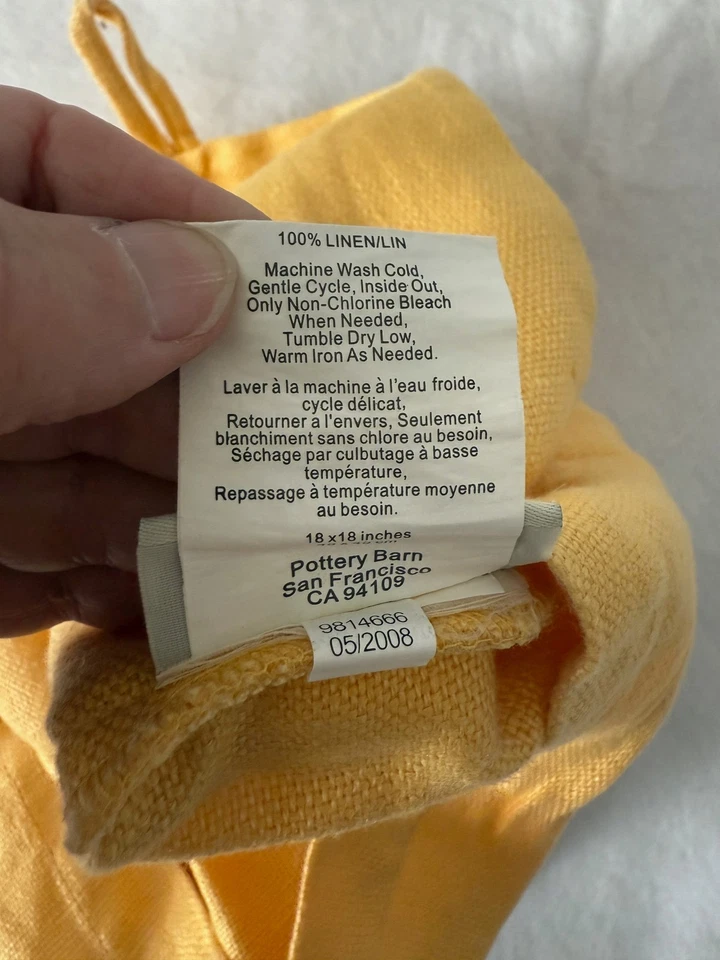 100% LINEN/LIN
Machine Wash Cold,
Gentle Cycle, Inside Out,
Only Non-Chlorine Bleach
When Needed,
Tumble Dry Low,
Warm Iron As Needed.
Laver à la machine à l'eau froide,
cycle délicat,
Retourner a l'envers, Seulement
blanchiment sans chlore au besoin,
Séchage par culbutage à basse
température,
Repassage à température moyenne
au besoin.
18 x18 inches
Pottery Barn
San Francisco
CA 94109
9814666
05/2008